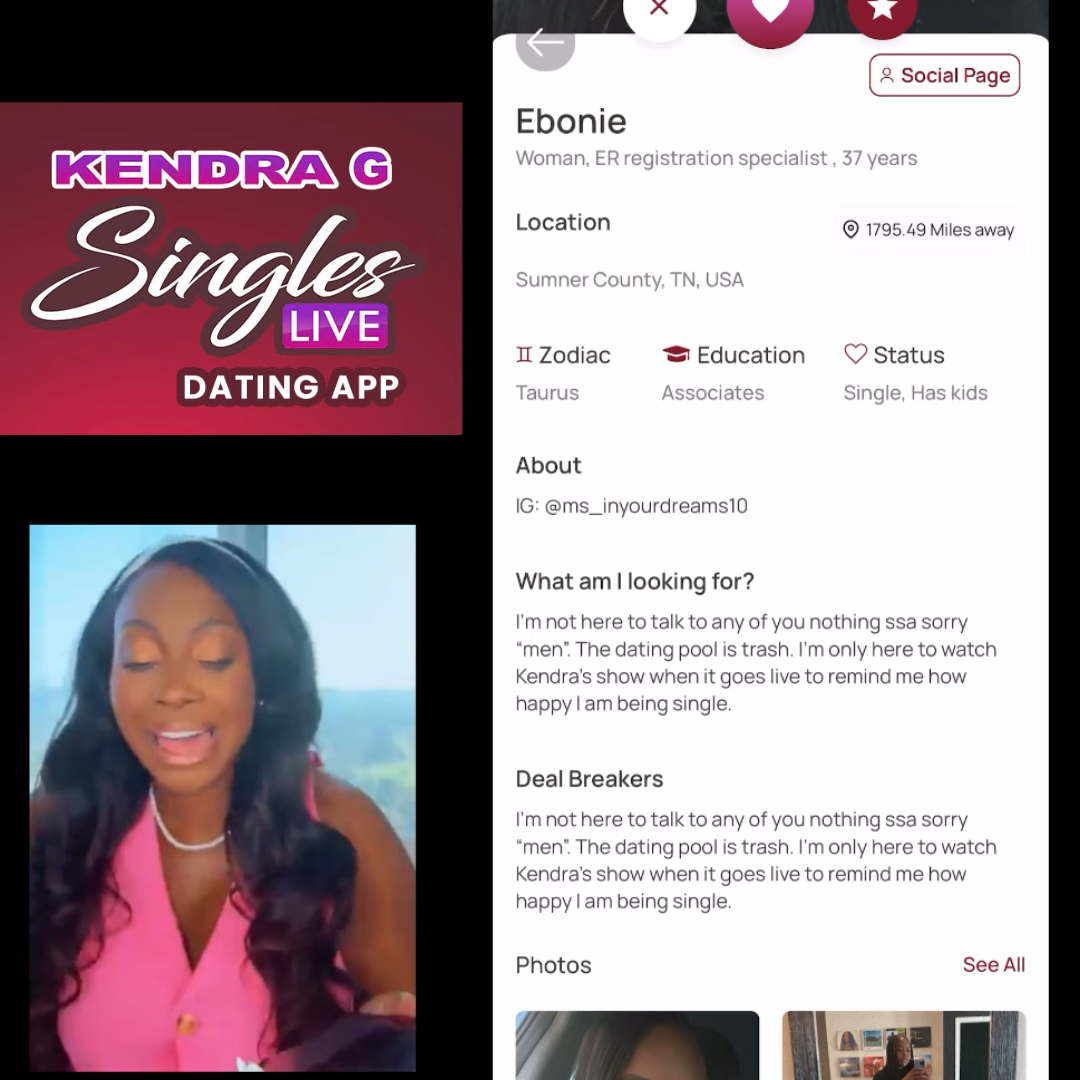 KENDRA G
Singles
LIVE
DATING APP
Social Page
Ebonie
Woman, ER registration specialist , 37 years
Location
1795.49 Miles away
Sumner County, TN, USA
Zodiac
Education
Status
Taurus
Associates
Single, Has kids
About
IG: @ms_inyourdreams10
What am I looking for?
I'm not here to talk to any of you nothing ssa sorry
“men”. The dating pool is trash. I'm only here to watch
Kendra's show when it goes live to remind me how
happy I am being single.
Deal Breakers
I'm not here to talk to any of you nothing ssa sorry
“men”. The dating pool is trash. I'm only here to watch
Kendra's show when it goes live to remind me how
happy I am being single.
Photos
See All